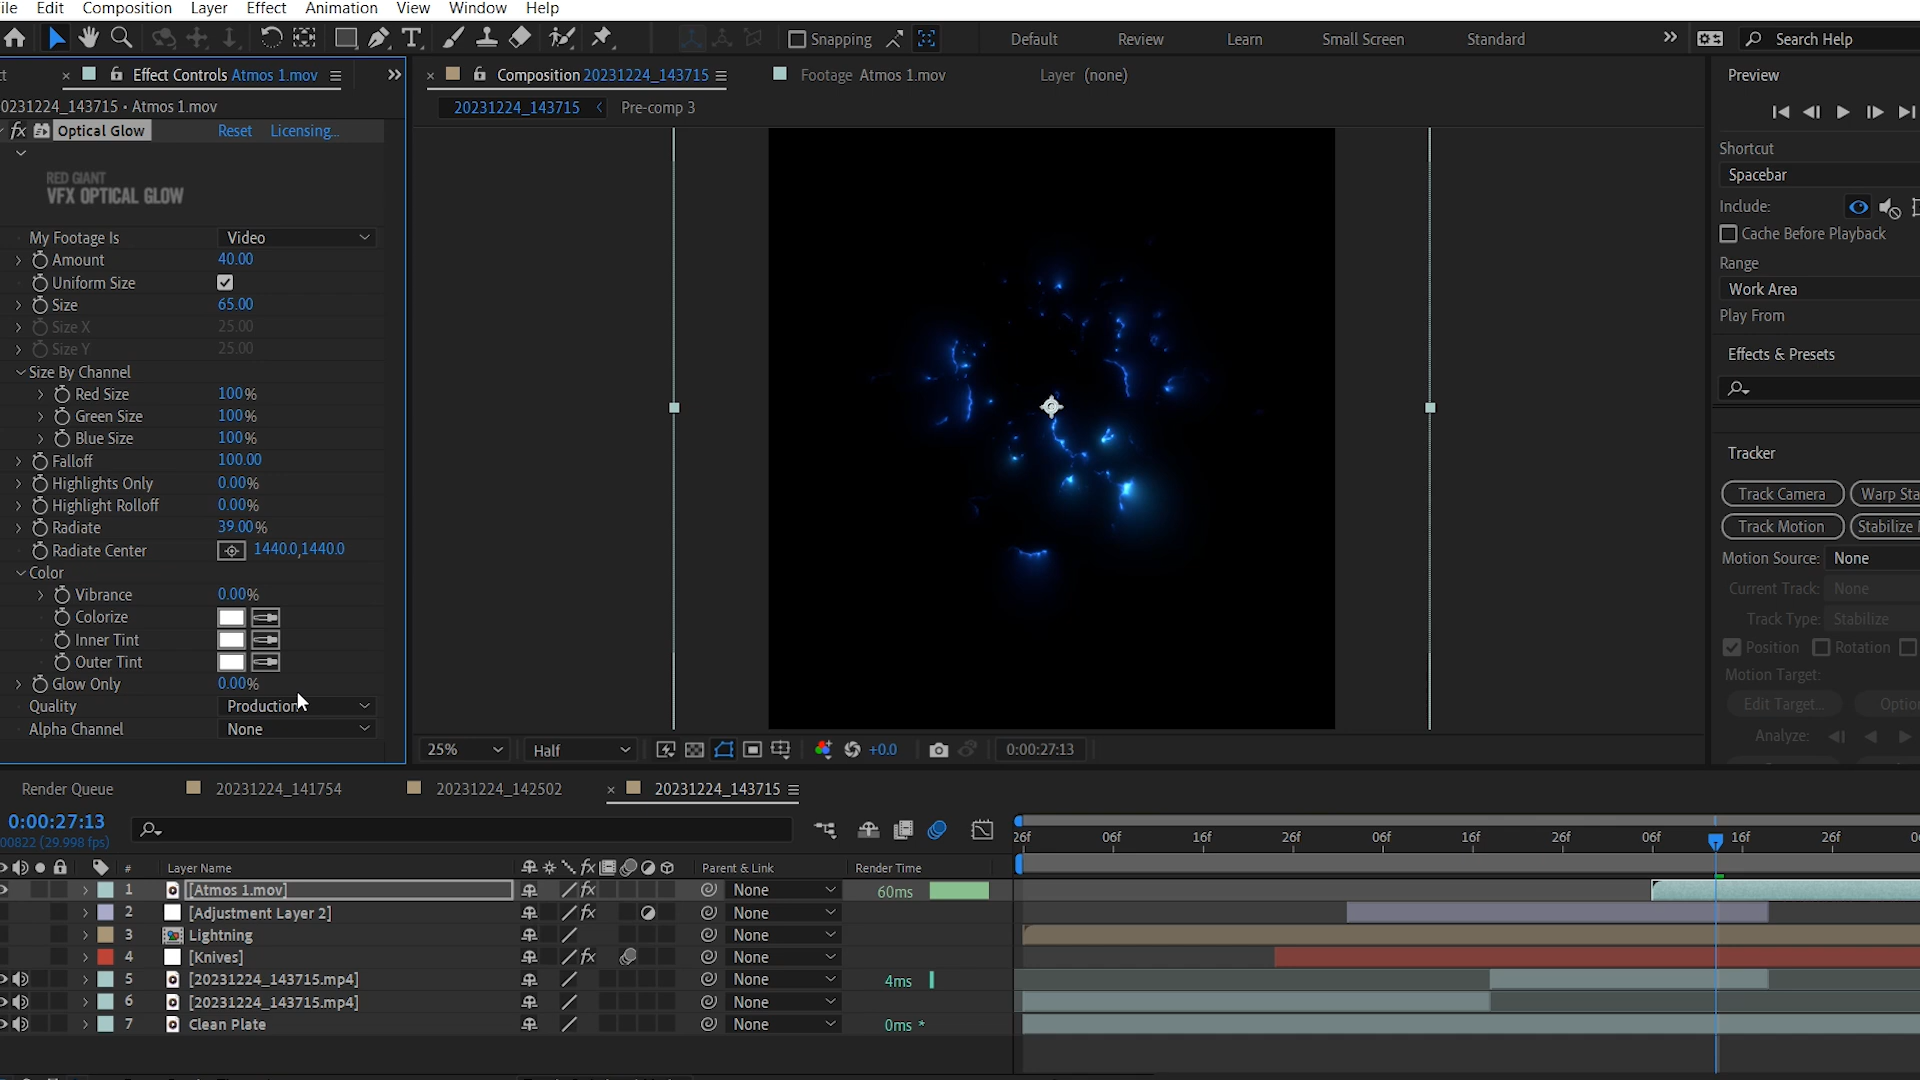 ile Edit Composition Layer Effect Animation View Window Help
Snapping Default Review Learn Small Screen Standard Search Help
Effect Controls Atmos 1.mov
0231224_143715 • Atmos 1.mov
fx Optical Glow Reset Licensing...
RED GIANT
VFX OPTICAL GLOW
My Footage Is Video
Amount 40.00
Uniform Size
Size 65.00
Size X 25.00
Size Y 25.00
Size By Channel
Red Size 100%
Green Size 100%
Blue Size 100%
Falloff 100.00
Highlights Only 0.00%
Highlight Rolloff 0.00%
Radiate 39.00%
Radiate Center 1440.0,1440.0
Color
Vibrance 0.00%
Colorize
Inner Tint
Outer Tint
Glow Only 0.00%
Quality Production
Alpha Channel None
Composition 20231224_143715 Footage Atmos 1.mov Layer (none)
20231224_143715 Pre-comp 3
25% Half +0.0 0:00:27:13
Preview
Shortcut
Spacebar
Include:
Cache Before Playback
Range
Work Area
Play From
Effects & Presets
Tracker
Track Camera Warp Sta
Track Motion Stabilize M
Motion Source: None
Current Track: None
Track Type: Stabilize
Position Rotation
Motion Target:
Edit Target... Optio
Analyze:
Render Queue 20231224_141754 20231224_142502 20231224_143715
0:00:27:13
00822 (29.998 fps)
26f 06f 16f 26f 06f 16f 26f 06f 16f 26f 0
# Layer Name fx Parent & Link Render Time
1 [Atmos 1.mov] fx None 60ms
2 [Adjustment Layer 2] fx None
3 Lightning None
4 [Knives] fx None
5 [20231224_143715.mp4] None 4ms
6 [20231224_143715.mp4] None
7 Clean Plate None 0ms *